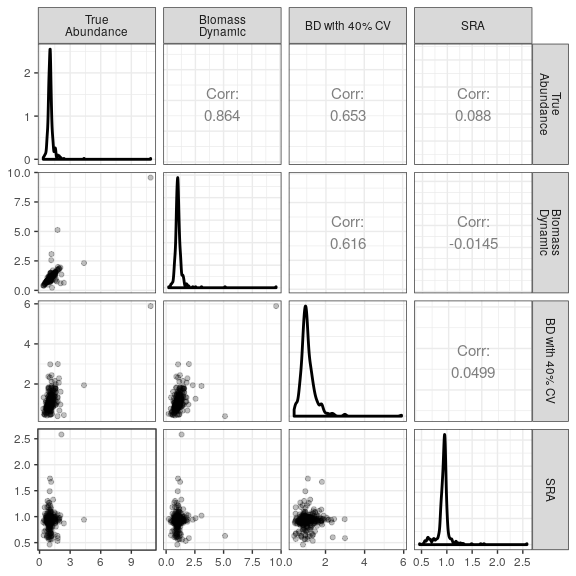 True
Abundance
Biomass
Dynamic
BD with 40% CV
SRA
2
1
0
Corr:
0.864
Corr:
0.653
Corr:
0.088
True
Abundance
10.0
7.5
5.0
2.5
0.0
Corr:
0.616
Corr:
-0.0145
Biomass
Dynamic
6
4
2
Corr:
0.0499
BD with 40% CV
2.5
2.0
1.5
1.0
0.5
SRA
0 3 6 9
0.0 2.5 5.0 7.5 10.0
2 4 6
0.5 1.0 1.5 2.0 2.5